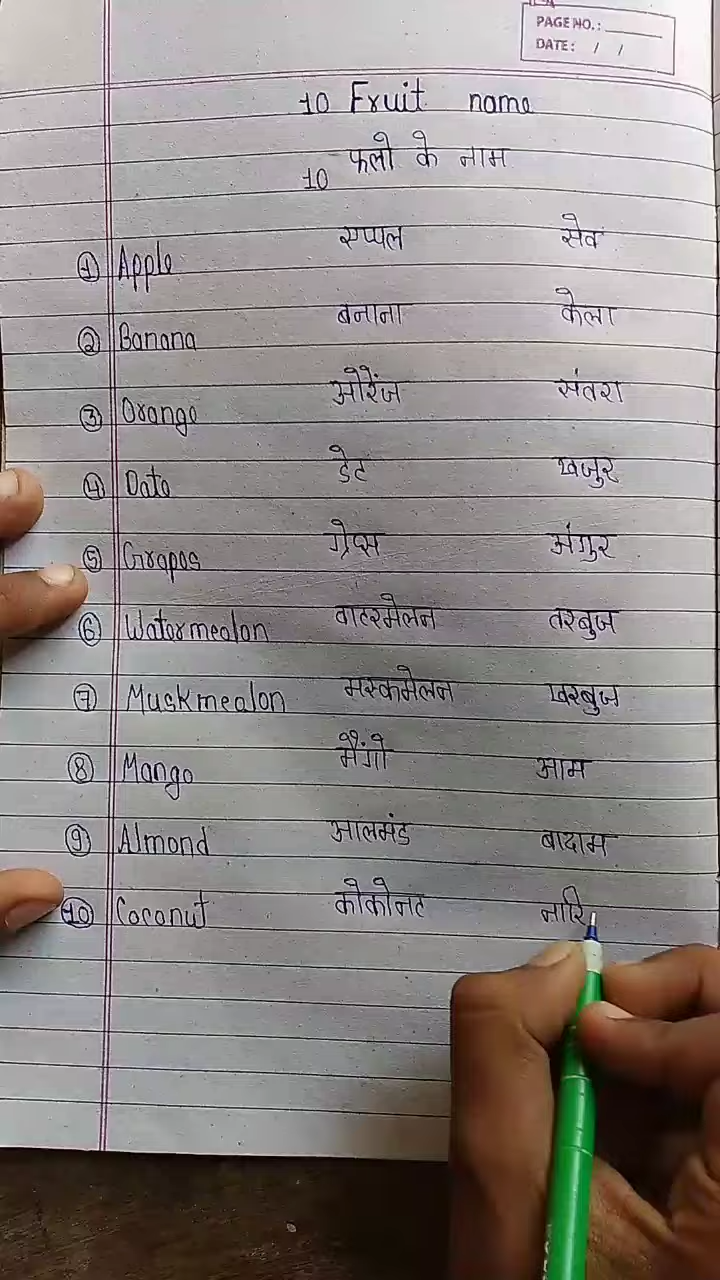 PAGE NO.:
DATE: / /
10 Fruit name
10 फलो के नाम
① Apple एप्पल सेव
② Banana बनाना केला
③ Orange ओरेंज संतरा
④ Date डेट खजुर
⑤ Grapes ग्रेप्स अंगुर
⑥ Watermealon वाटरमेलन तरबुज
⑦ Muskmealon मस्कमेलन खरबुज
⑧ Mango मैंगो आम
⑨ Almond आलमंड बादाम
⑩ Coconut कोकोनट नारि